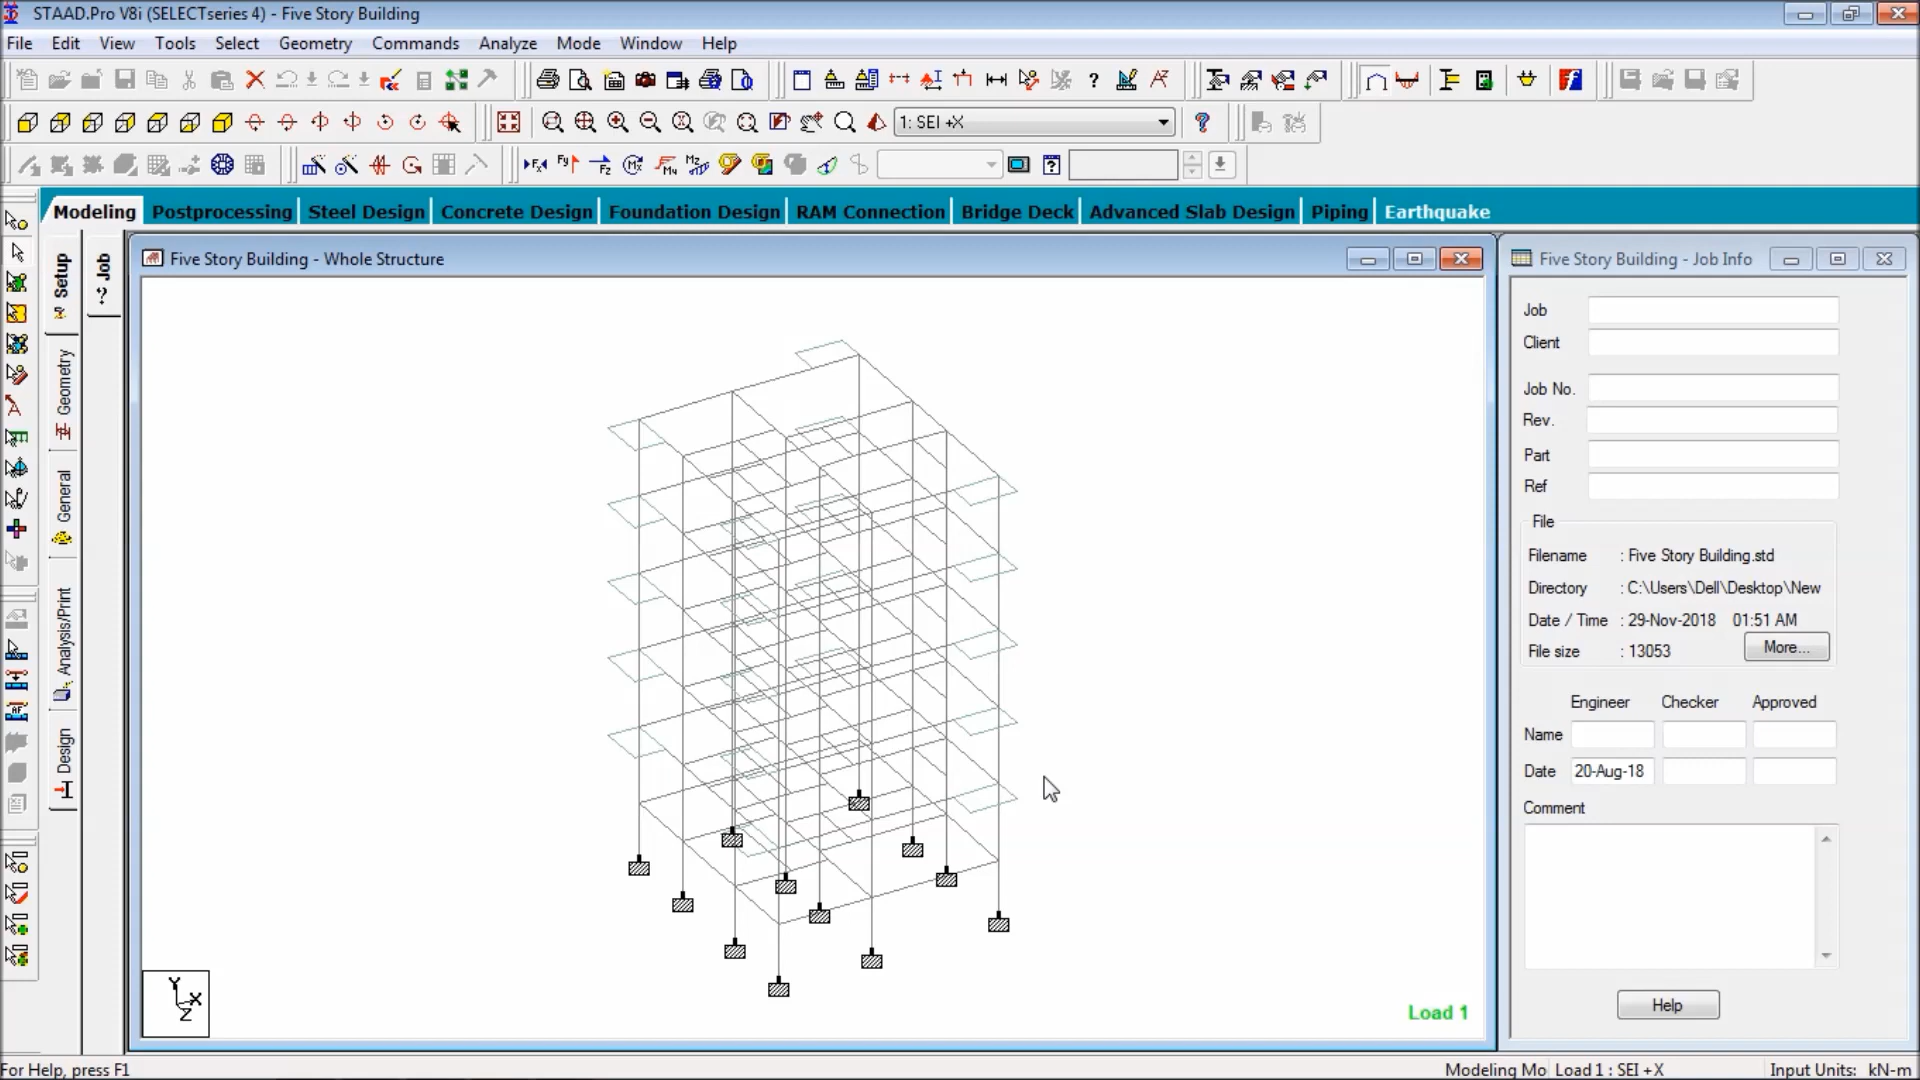 STAAD.Pro V8i (SELECTseries 4) - Five Story Building
File Edit View Tools Select Geometry Commands Analyze Mode Window Help
1: SEI +X
Modeling Postprocessing Steel Design Concrete Design Foundation Design RAM Connection Bridge Deck Advanced Slab Design Piping Earthquake
Setup
Geometry
General
Analysis/Print
Design
Job
Five Story Building - Whole Structure
Y
X
Z
Load 1
Five Story Building - Job Info
Job
Client
Job No.
Rev.
Part
Ref
File
Filename : Five Story Building.std
Directory : C:\Users\Dell\Desktop\New
Date / Time : 29-Nov-2018 01:51 AM
File size : 13053
More...
Engineer Checker Approved
Name
Date 20-Aug-18
Comment
Help
For Help, press F1
Modeling Mo Load 1 : SEI +X Input Units: kN-m